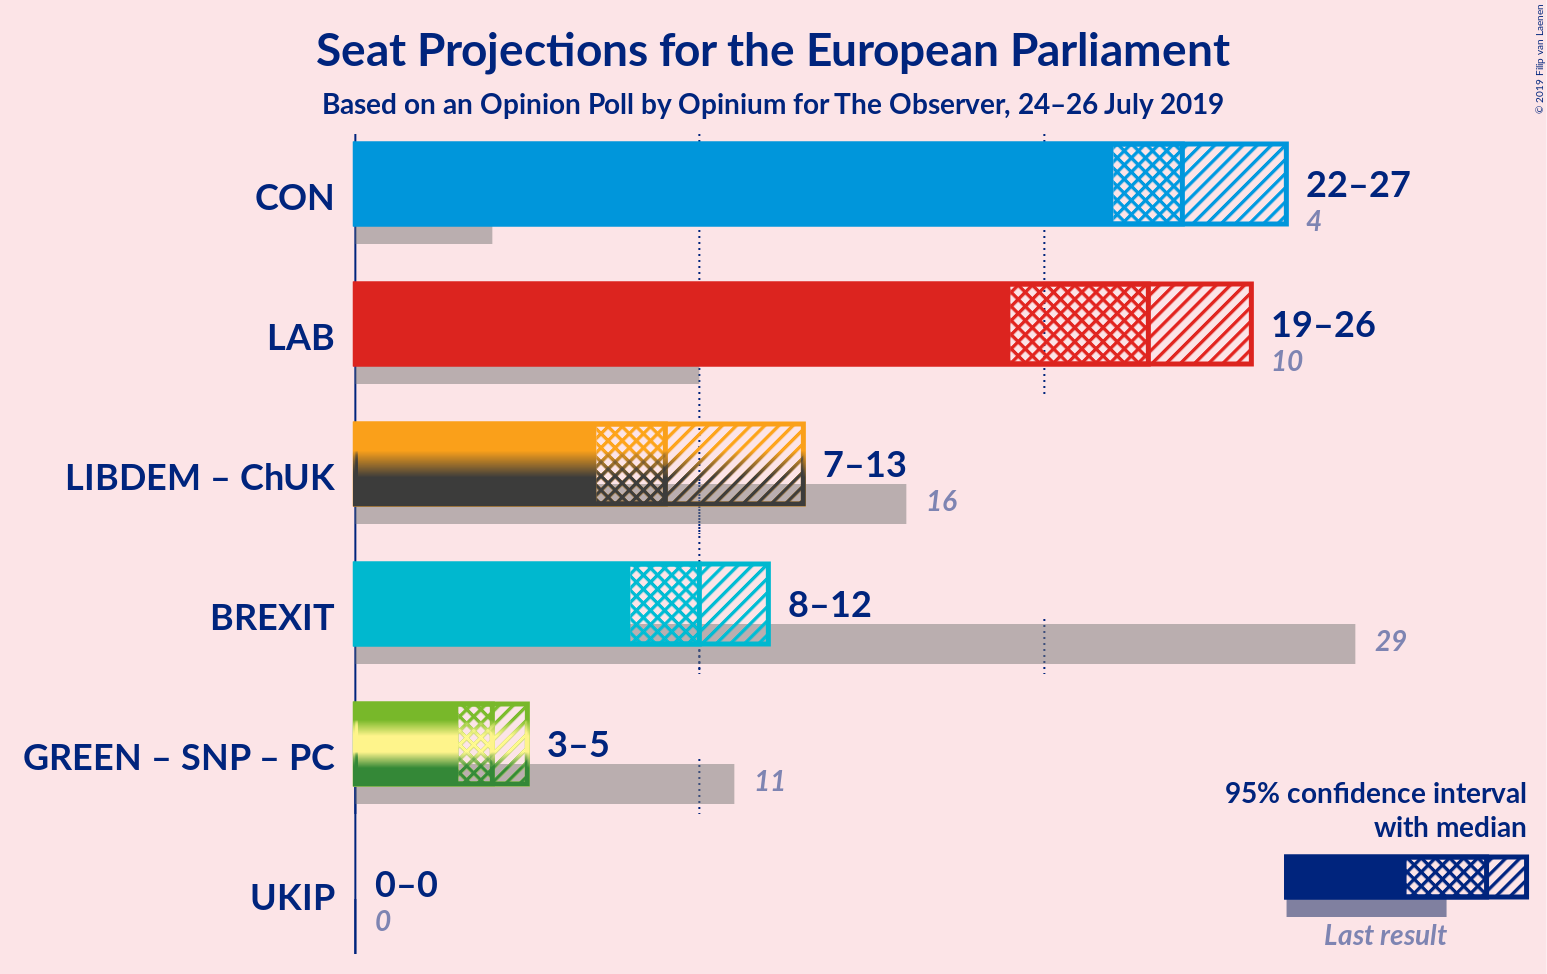 Seat Projections for the European Parliament
Based on an Opinion Poll by Opinium for The Observer, 24–26 July 2019
© 2019 Filip van Laenen
CON
22–27
4
LAB
19–26
10
LIBDEM – ChUK
7–13
16
BREXIT
8–12
29
GREEN – SNP – PC
3–5
11
UKIP
0–0
0
95% confidence interval
with median
Last result